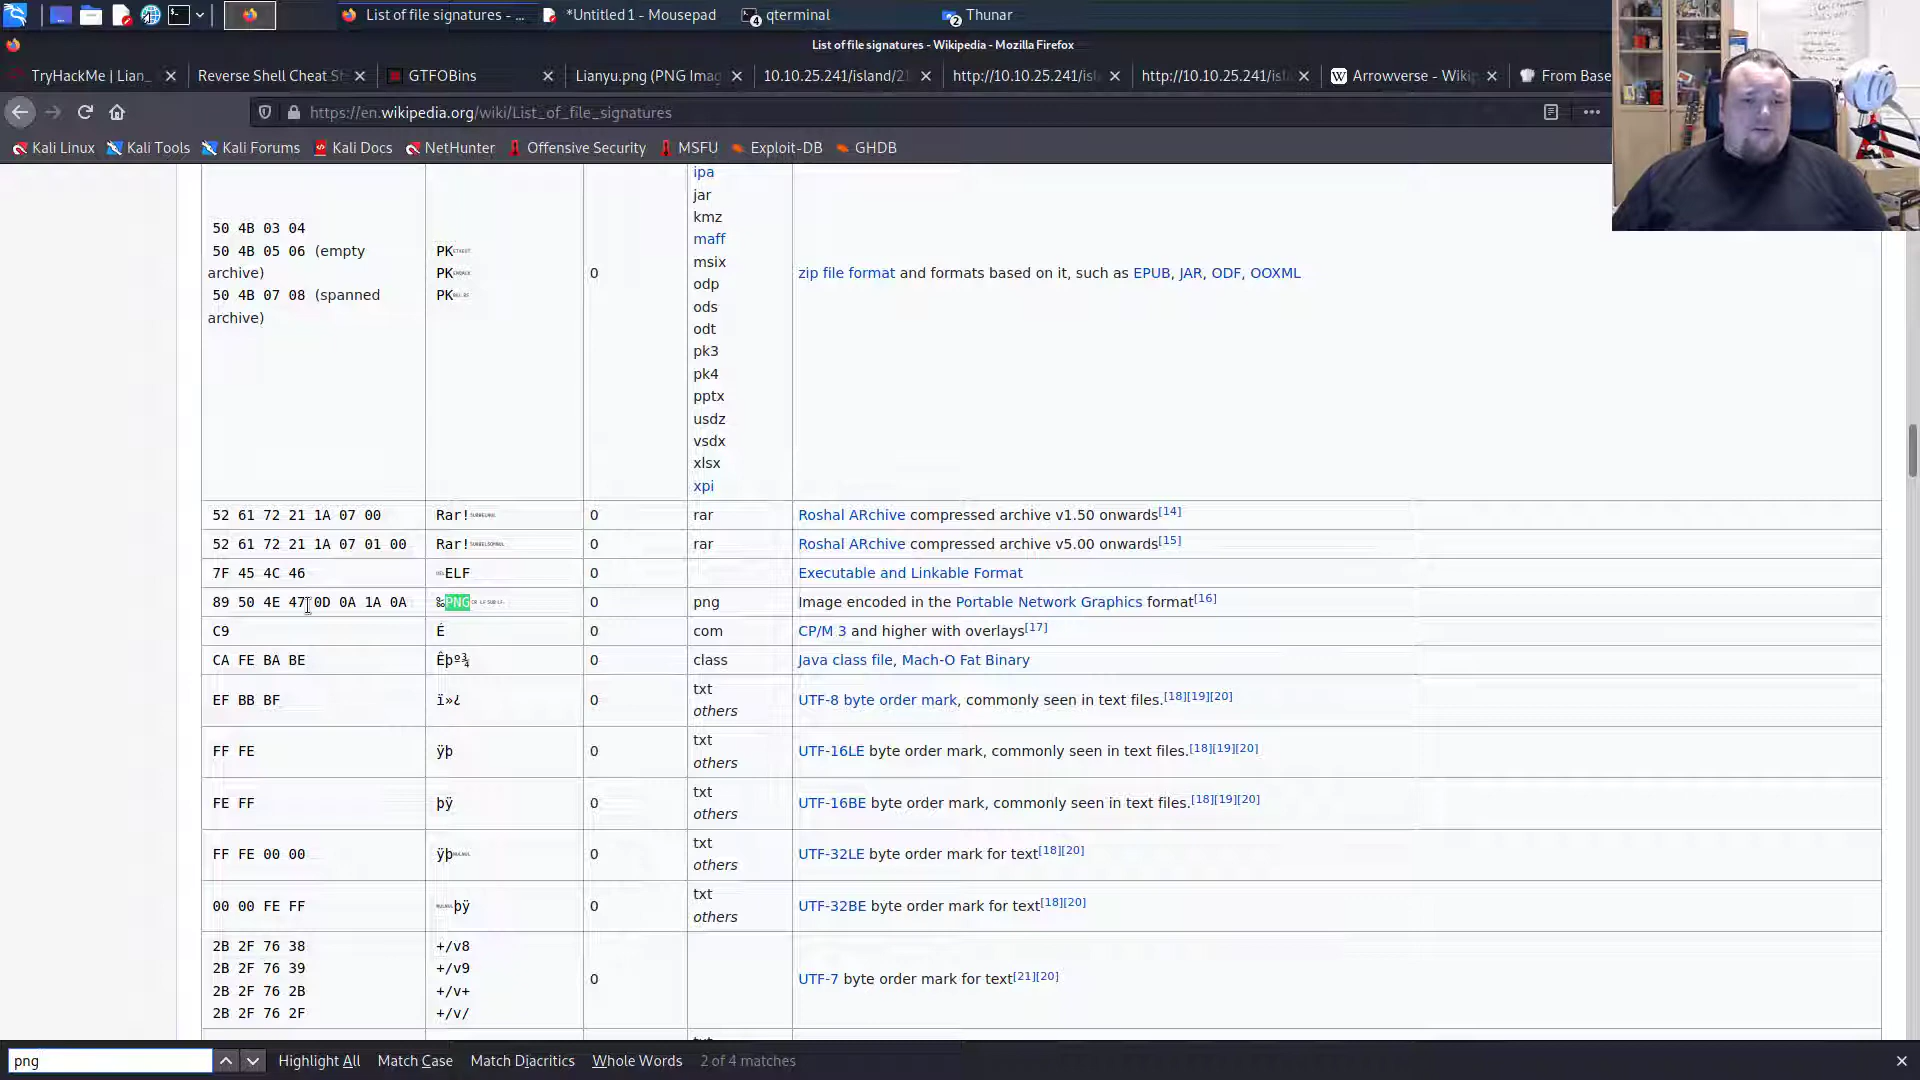 List of file signatures - ...
*Untitled 1 - Mousepad
qterminal
Thunar
List of file signatures - Wikipedia - Mozilla Firefox
TryHackMe | Lian_
Reverse Shell Cheat S
GTFOBins
Lianyu.png (PNG Imag
10.10.25.241/island/2
http://10.10.25.241/isl
http://10.10.25.241/isl
Arrowverse - Wiki
From Base
https://en.wikipedia.org/wiki/List_of_file_signatures
Kali Linux
Kali Tools
Kali Forums
Kali Docs
NetHunter
Offensive Security
MSFU
Exploit-DB
GHDB
ipa
jar
kmz
maff
msix
odp
ods
odt
pk3
pk4
pptx
usdz
vsdx
xlsx
xpi
50 4B 03 04
50 4B 05 06 (empty
archive)
50 4B 07 08 (spanned
archive)
PK
PK
PK
0
zip file format and formats based on it, such as EPUB, JAR, ODF, OOXML
52 61 72 21 1A 07 00 Rar! 0 rar Roshal ARchive compressed archive v1.50 onwards[14]
52 61 72 21 1A 07 01 00 Rar! 0 rar Roshal ARchive compressed archive v5.00 onwards[15]
7F 45 4C 46 ELF 0 Executable and Linkable Format
89 50 4E 47 0D 0A 1A 0A ‰PNG 0 png Image encoded in the Portable Network Graphics format[16]
C9 É 0 com CP/M 3 and higher with overlays[17]
CA FE BA BE Êþº¾ 0 class Java class file, Mach-O Fat Binary
EF BB BF ï»¿ 0 txt
others
UTF-8 byte order mark, commonly seen in text files.[18][19][20]
FF FE ÿþ 0 txt
others
UTF-16LE byte order mark, commonly seen in text files.[18][19][20]
FE FF þÿ 0 txt
others
UTF-16BE byte order mark, commonly seen in text files.[18][19][20]
FF FE 00 00 ÿþ 0 txt
others
UTF-32LE byte order mark for text[18][20]
00 00 FE FF þÿ 0 txt
others
UTF-32BE byte order mark for text[18][20]
2B 2F 76 38
2B 2F 76 39
2B 2F 76 2B
2B 2F 76 2F
+/v8
+/v9
+/v+
+/v/
0
UTF-7 byte order mark for text[21][20]
png
Highlight All
Match Case
Match Diacritics
Whole Words
2 of 4 matches